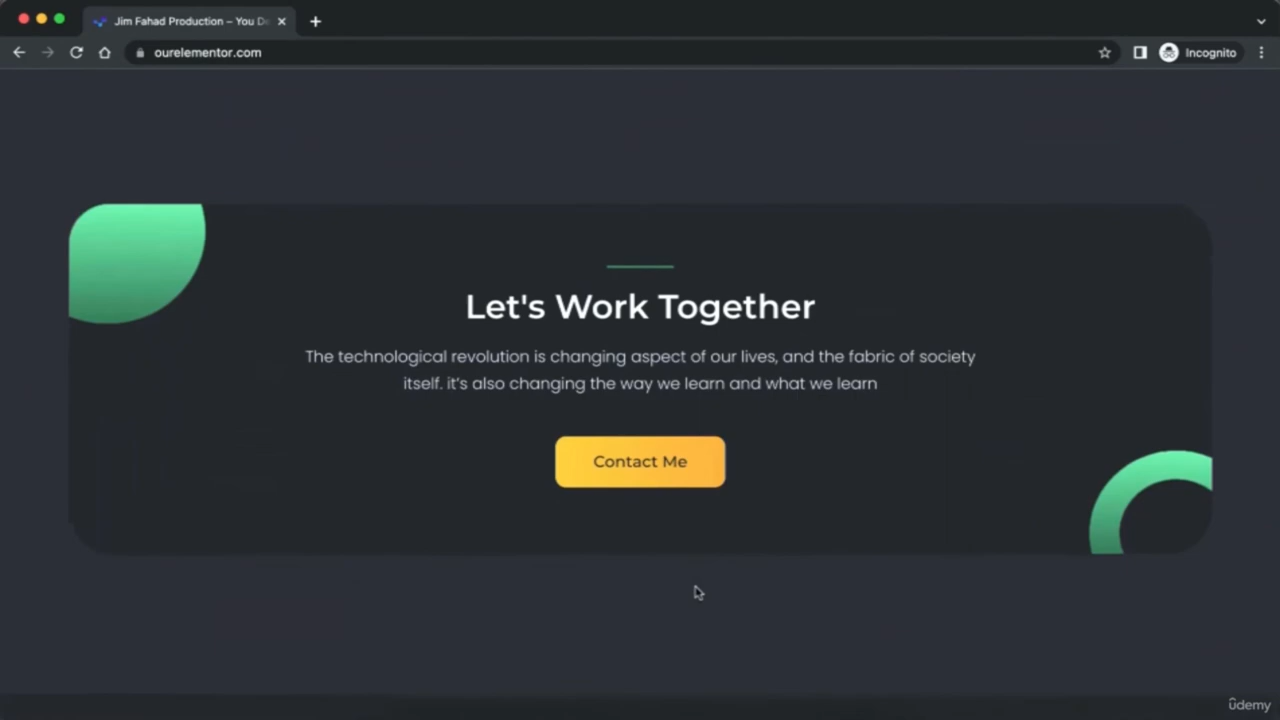 Jim Fahad Production – You De
ourelementor.com
Incognito
Let's Work Together
The technological revolution is changing aspect of our lives, and the fabric of society
itself. it's also changing the way we learn and what we learn
Contact Me
ûdemy